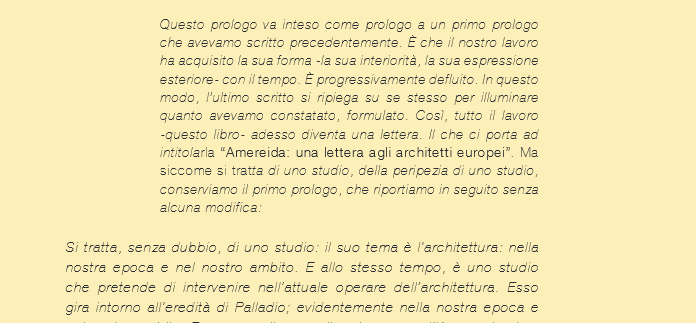 Questo prologo va inteso come prologo a un primo prologo
che avevamo scritto precedentemente. È che il nostro lavoro
ha acquisito la sua forma -la sua interiorità, la sua espressione
esteriore- con il tempo. È progressivamente defluito. In questo
modo, l'ultimo scritto si ripiega su se stesso per illuminare
quanto avevamo constatato, formulato. Così, tutto il lavoro
-questo libro- adesso diventa una lettera. Il che ci porta ad
intitolarla “Amereida: una lettera agli architetti europei”. Ma
siccome si tratta di uno studio, della peripezia di uno studio,
conserviamo il primo prologo, che riportiamo in seguito senza
alcuna modifica:
Si tratta, senza dubbio, di uno studio: il suo tema è l'architettura: nella
nostra epoca e nel nostro ambito. E allo stesso tempo, è uno studio
che pretende di intervenire nell'attuale operare dell'architettura. Esso
gira intorno all'eredità di Palladio; evidentemente nella nostra epoca e